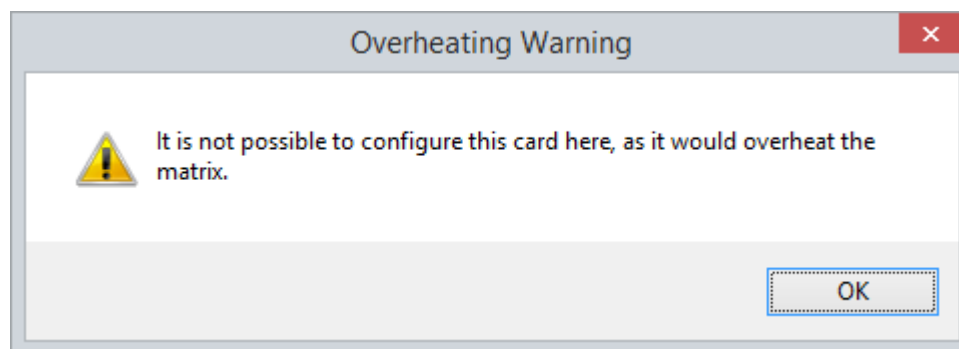 Overheating Warning
It is not possible to configure this card here, as it would overheat the
matrix.
OK